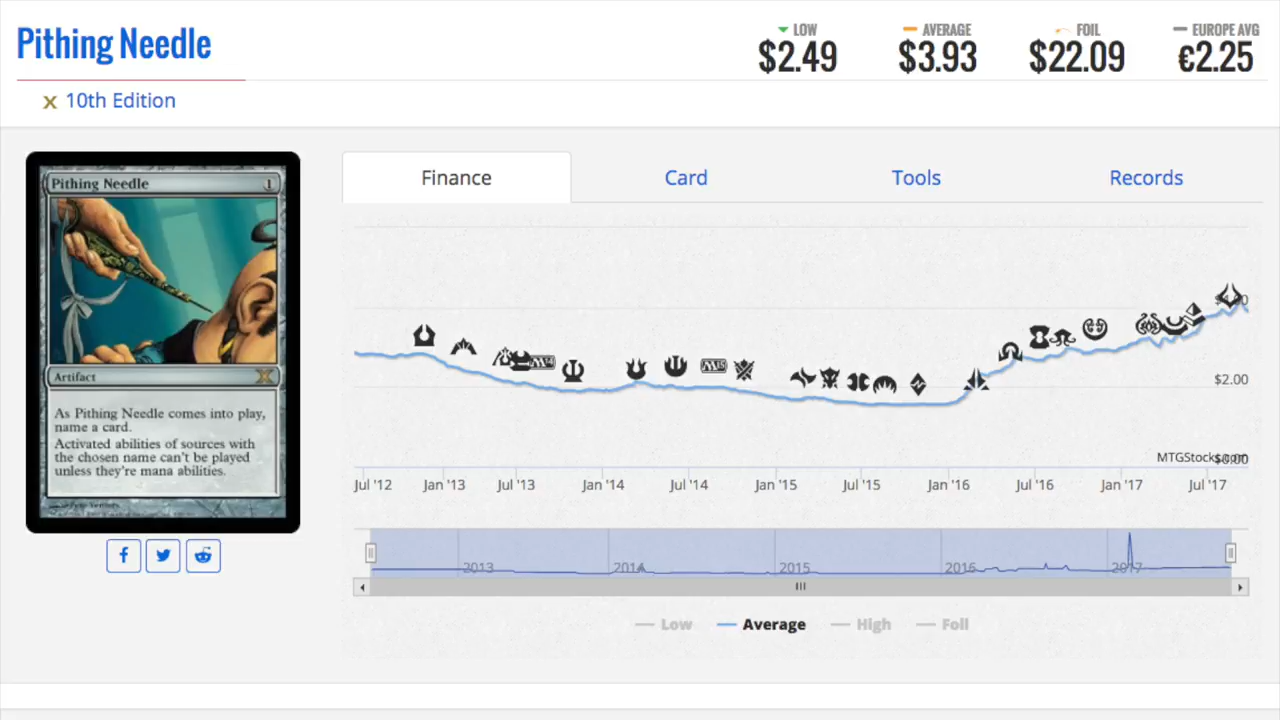 Pithing Needle
LOW
$2.49
AVERAGE
$3.93
FOIL
$22.09
EUROPE AVG
€2.25
X 10th Edition
Pithing Needle 1
Artifact
As Pithing Needle comes into play,
name a card.
Activated abilities of sources with
the chosen name can't be played
unless they're mana abilities.
Finance
Card
Tools
Records
$2.00
MTGStocks.com
$0.00
Jul '12 Jan '13 Jul '13 Jan '14 Jul '14 Jan '15 Jul '15 Jan '16 Jul '16 Jan '17 Jul '17
2013 2014 2015 2016 2017
Low Average High Foil